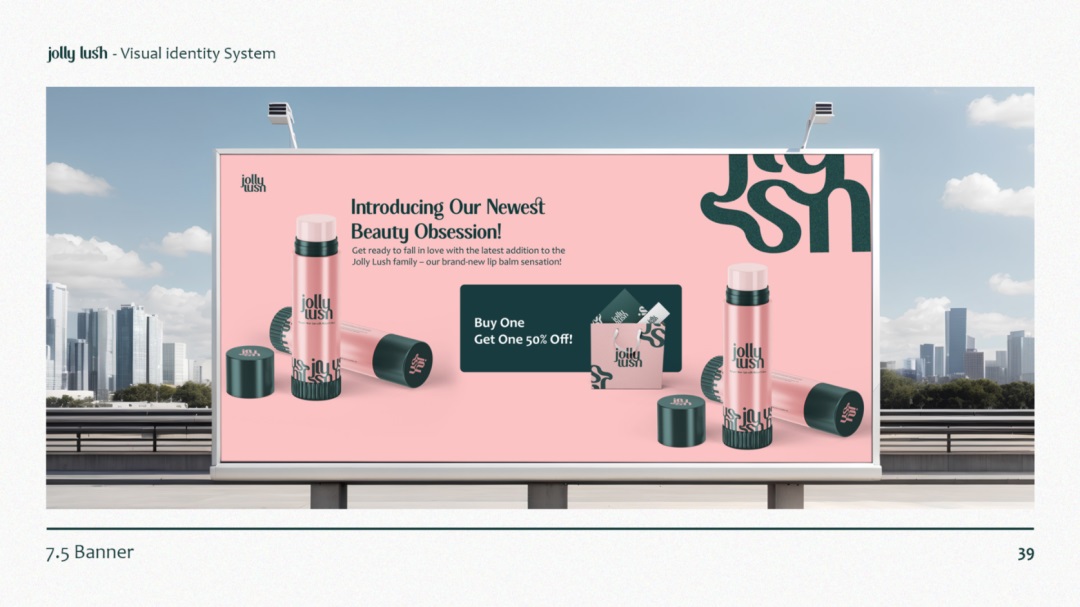 jolly lush - Visual identity System
jolly
lush
Introducing Our Newest
Beauty Obsession!
Get ready to fall in love with the latest addition to the
Jolly Lush family – our brand-new lip balm sensation!
Buy One
Get One 50% Off!
jolly
lush
jolly
lush
jolly
lush
7.5 Banner
39